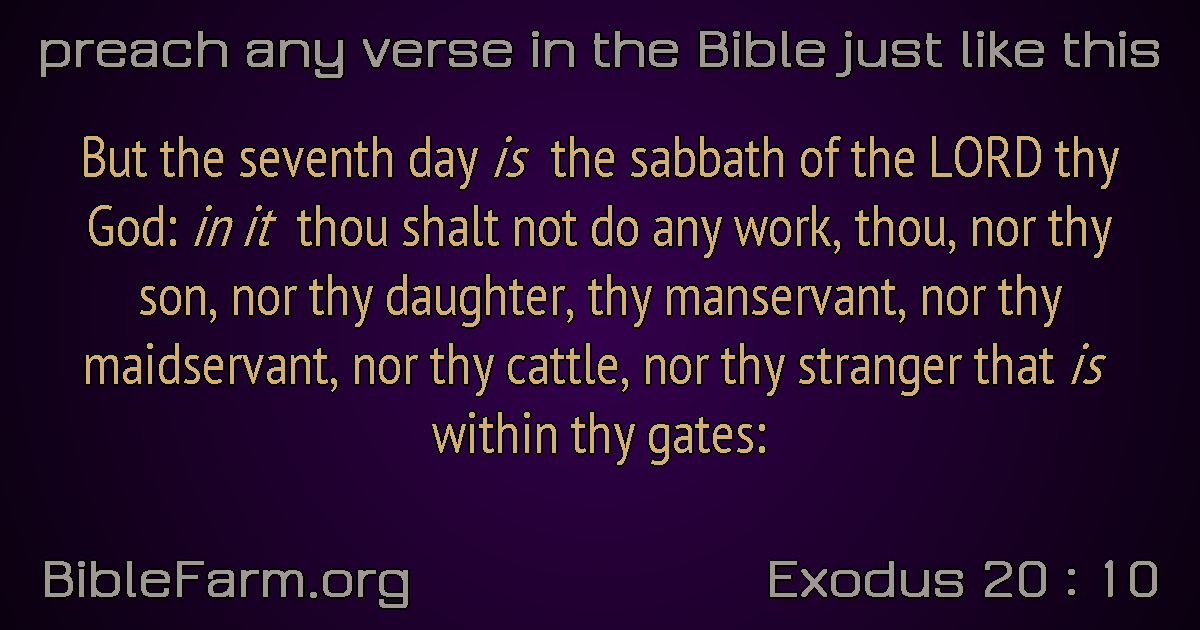 preach any verse in the Bible just like this
But the seventh day is the sabbath of the LORD thy
God: in it thou shalt not do any work, thou, nor thy
son, nor thy daughter, thy manservant, nor thy
maidservant, nor thy cattle, nor thy stranger that is
within thy gates:
BibleFarm.org
Exodus 20 : 10